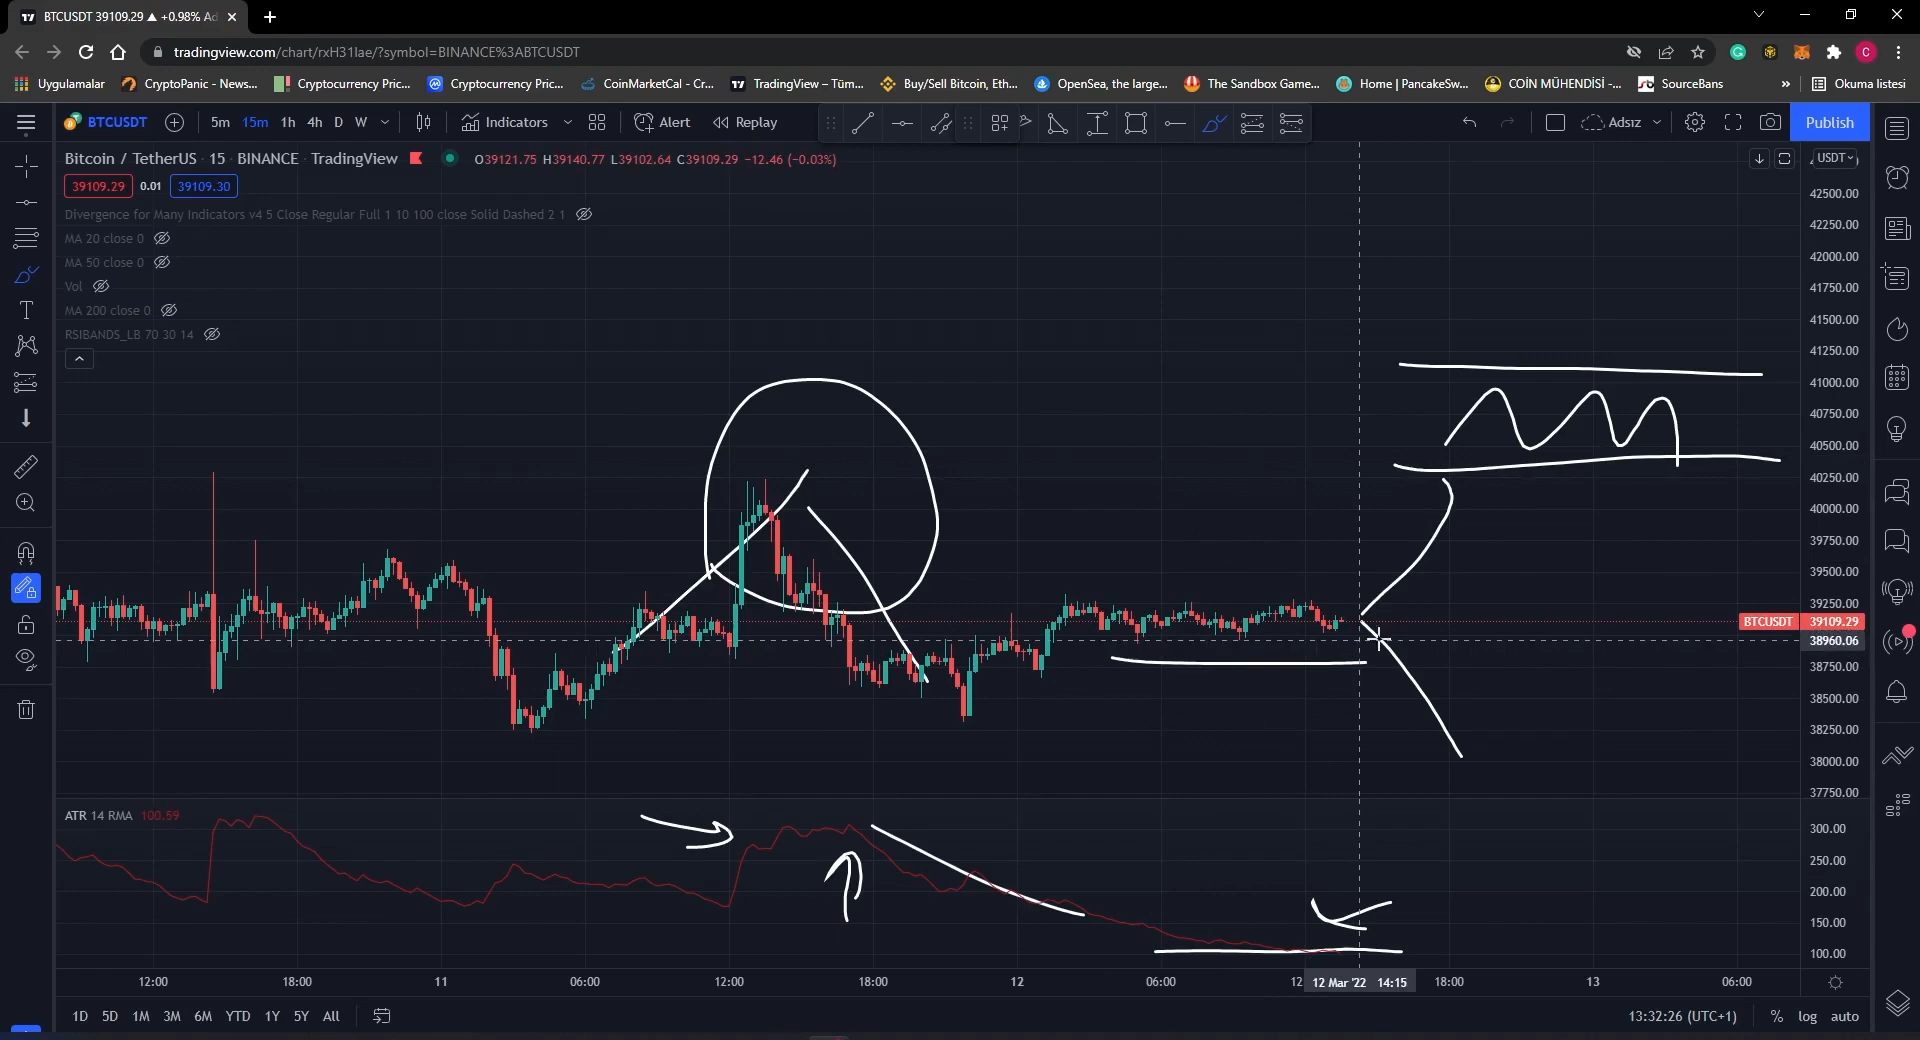 BTCUSDT 39109.29 ▲ +0.98% Ad
tradingview.com/chart/rxH31Iae/?symbol=BINANCE%3ABTCUSDT
C
Uygulamalar CryptoPanic - News... Cryptocurrency Pric... Cryptocurrency Pric... CoinMarketCal - Cr... TradingView – Tüm... Buy/Sell Bitcoin, Eth... OpenSea, the large... The Sandbox Game... Home | PancakeSw... COİN MÜHENDİSİ -... SourceBans » Okuma listesi
BTCUSDT 5m 15m 1h 4h D W Indicators Alert Replay Adsız Publish
Bitcoin / TetherUS · 15 · BINANCE · TradingView O39121.75 H39140.77 L39102.64 C39109.29 −12.46 (−0.03%) USDT
39109.29 0.01 39109.30
Divergence for Many Indicators v4 5 Close Regular Full 1 10 100 close Solid Dashed 2 1
MA 20 close 0
MA 50 close 0
Vol
MA 200 close 0
RSIBANDS_LB 70 30 14
42500.00
42250.00
42000.00
41750.00
41500.00
41250.00
41000.00
40750.00
40500.00
40250.00
40000.00
39750.00
39500.00
39250.00
BTCUSDT 39109.29
38960.06
38750.00
38500.00
38250.00
38000.00
37750.00
ATR 14 RMA 100.59
300.00
250.00
200.00
150.00
100.00
12:00 18:00 11 06:00 12:00 18:00 12 06:00 12 12 Mar '22 14:15 18:00 13 06:00
1D 5D 1M 3M 6M YTD 1Y 5Y All 13:32:26 (UTC+1) % log auto